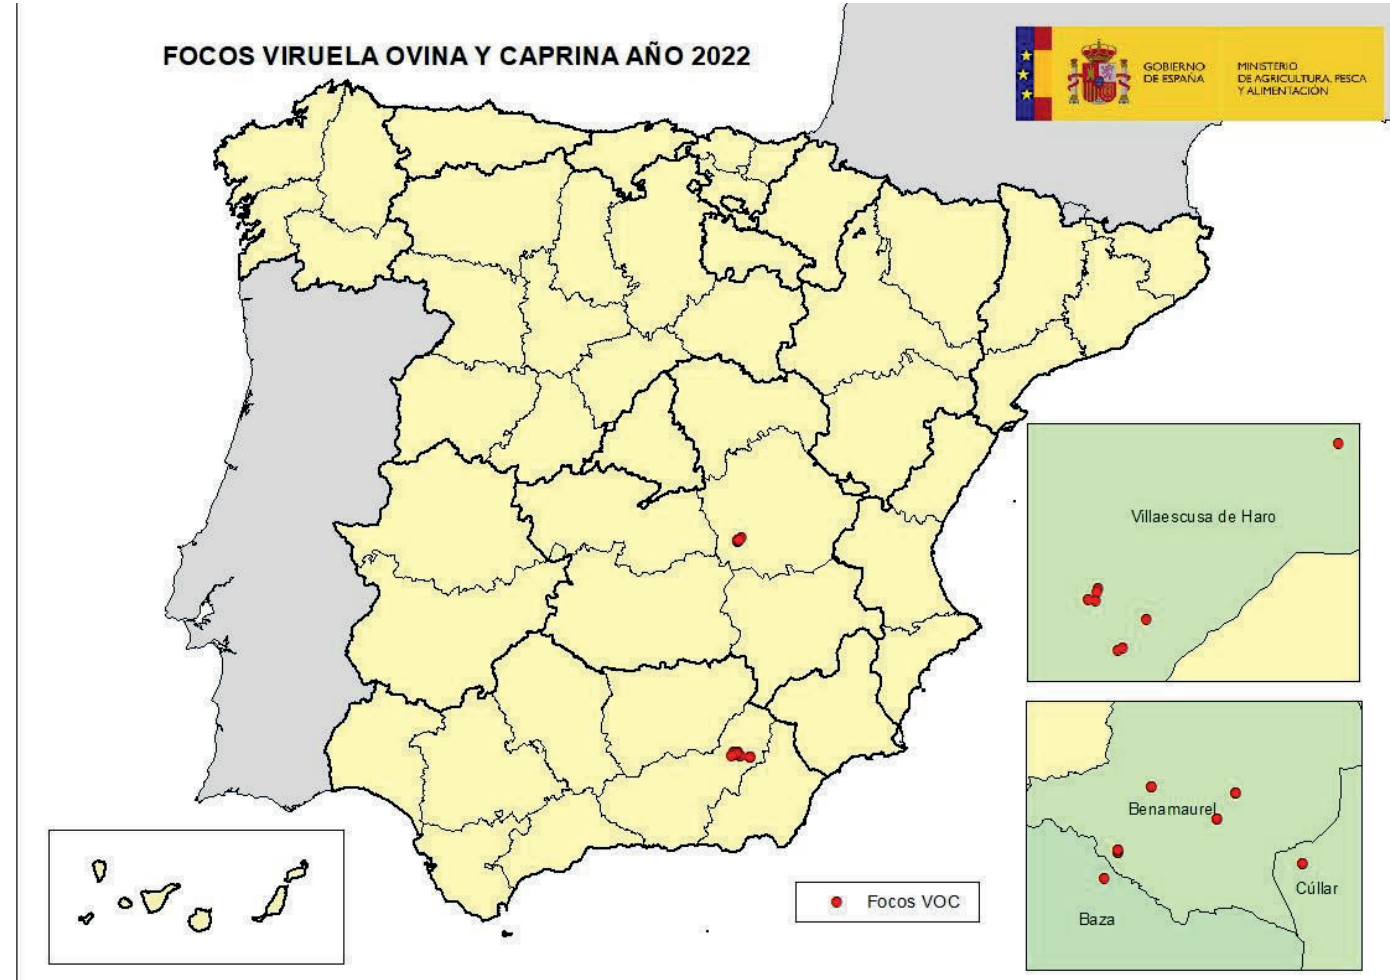 FOCOS VIRUELA OVINA Y CAPRINA AÑO 2022
GOBIERNO
DE ESPAÑA
MINISTERIO
DE AGRICULTURA, PESCA
Y ALIMENTACIÓN
Villaescusa de Haro
Benamaurel
Cúllar
Baza
Focos VOC